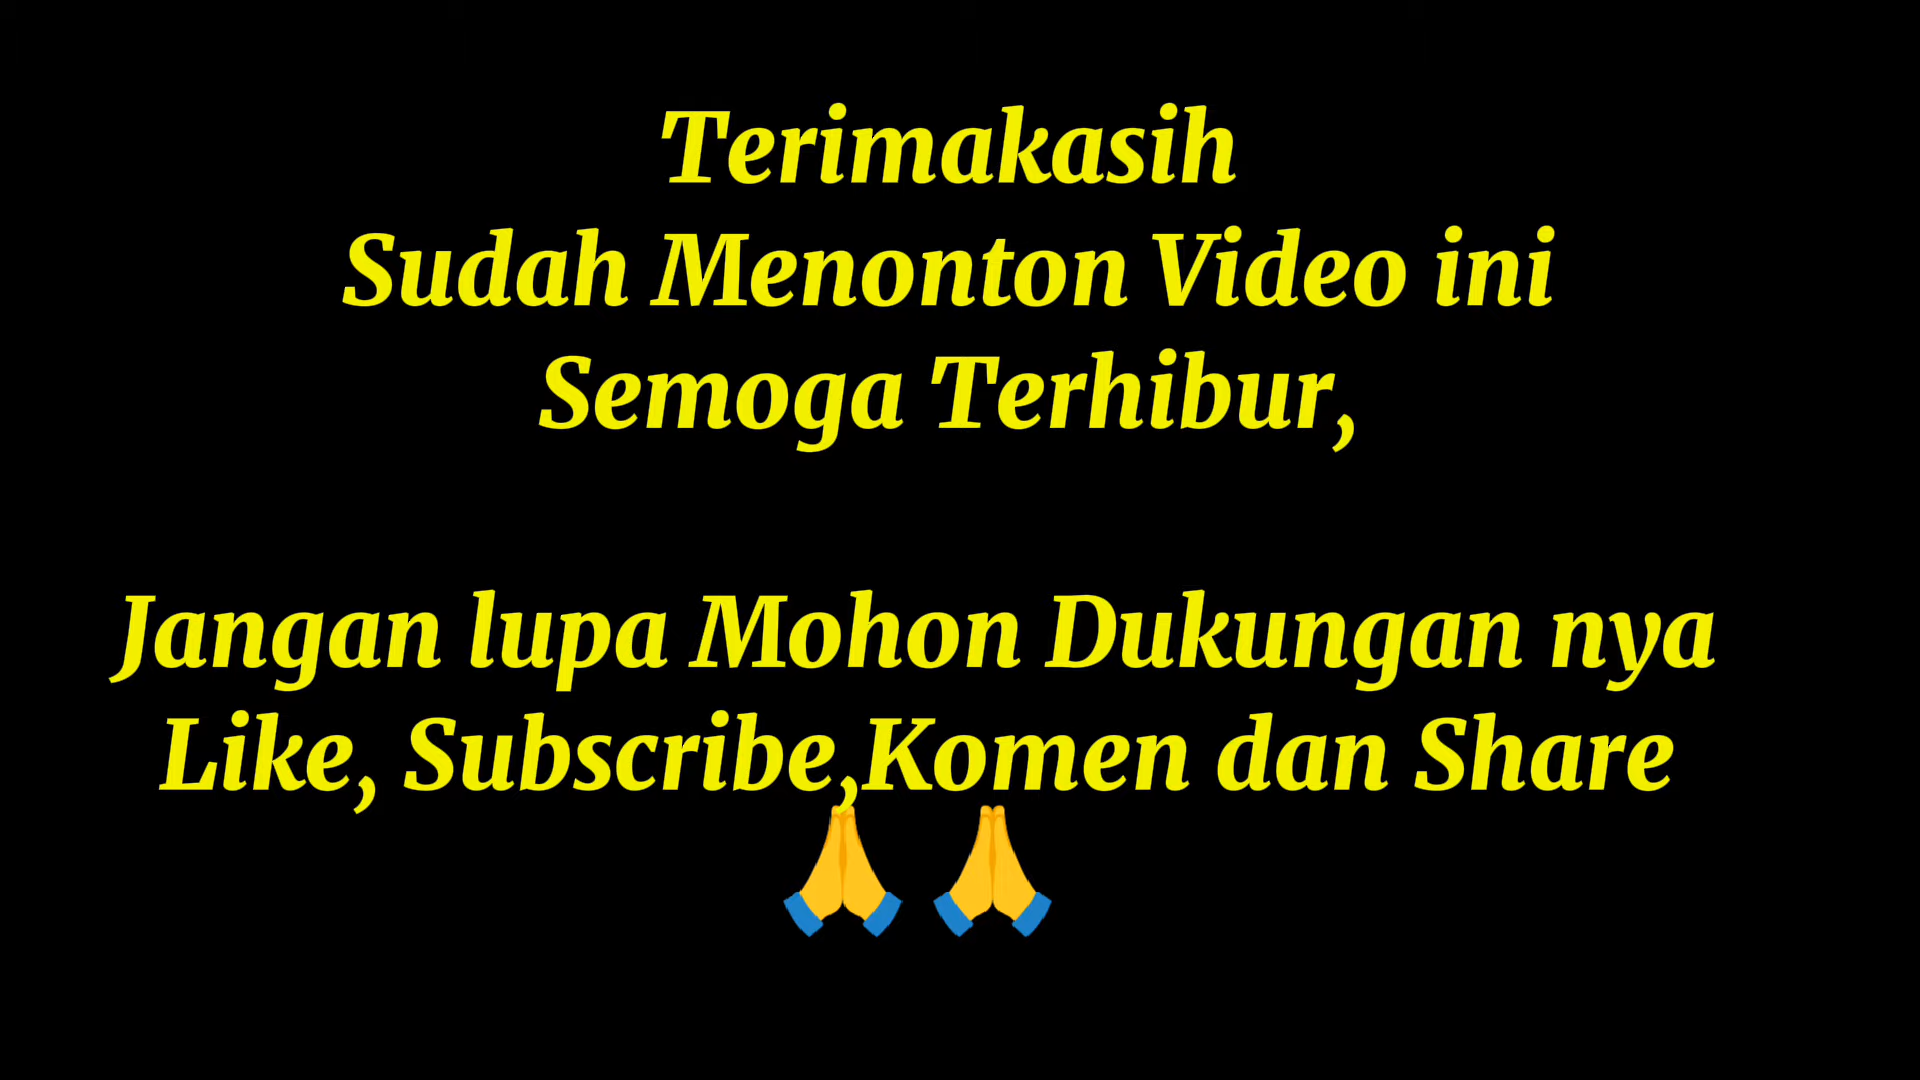 Terimakasih
Sudah Menonton Video ini
Semoga Terhibur,
Jangan lupa Mohon Dukungan nya
Like, Subscribe,Komen dan Share
🙏 🙏